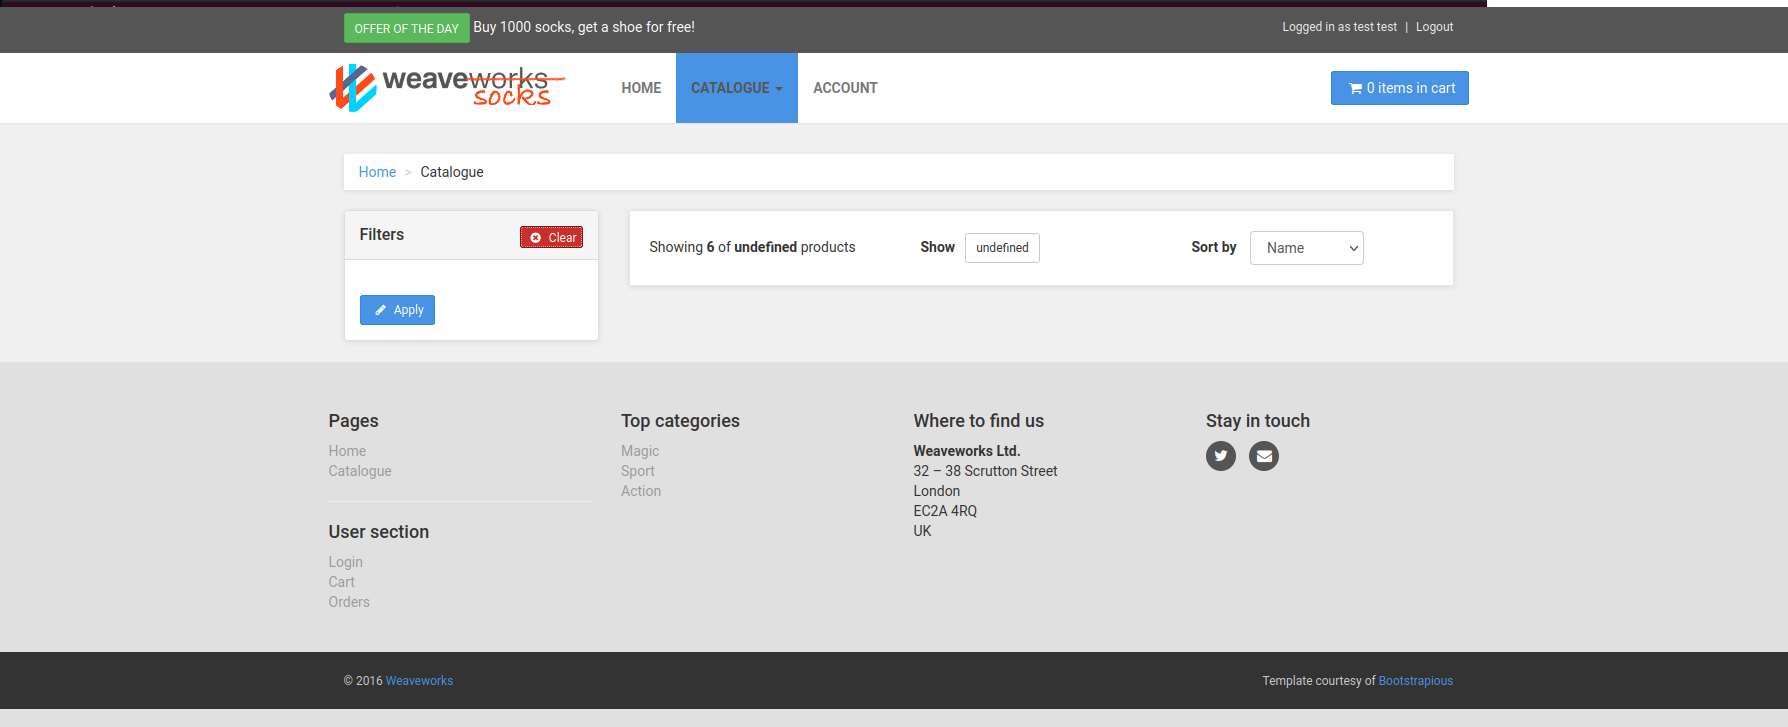 OFFER OF THE DAY Buy 1000 socks, get a shoe for free!
Logged in as test test | Logout
weaveworks
socks
HOME CATALOGUE ACCOUNT
0 items in cart
Home > Catalogue
Filters
Clear
Apply
Showing 6 of undefined products
Show undefined
Sort by Name
Pages
Home
Catalogue
User section
Login
Cart
Orders
Top categories
Magic
Sport
Action
Where to find us
Weaveworks Ltd.
32 – 38 Scrutton Street
London
EC2A 4RQ
UK
Stay in touch
© 2016 Weaveworks
Template courtesy of Bootstrapious